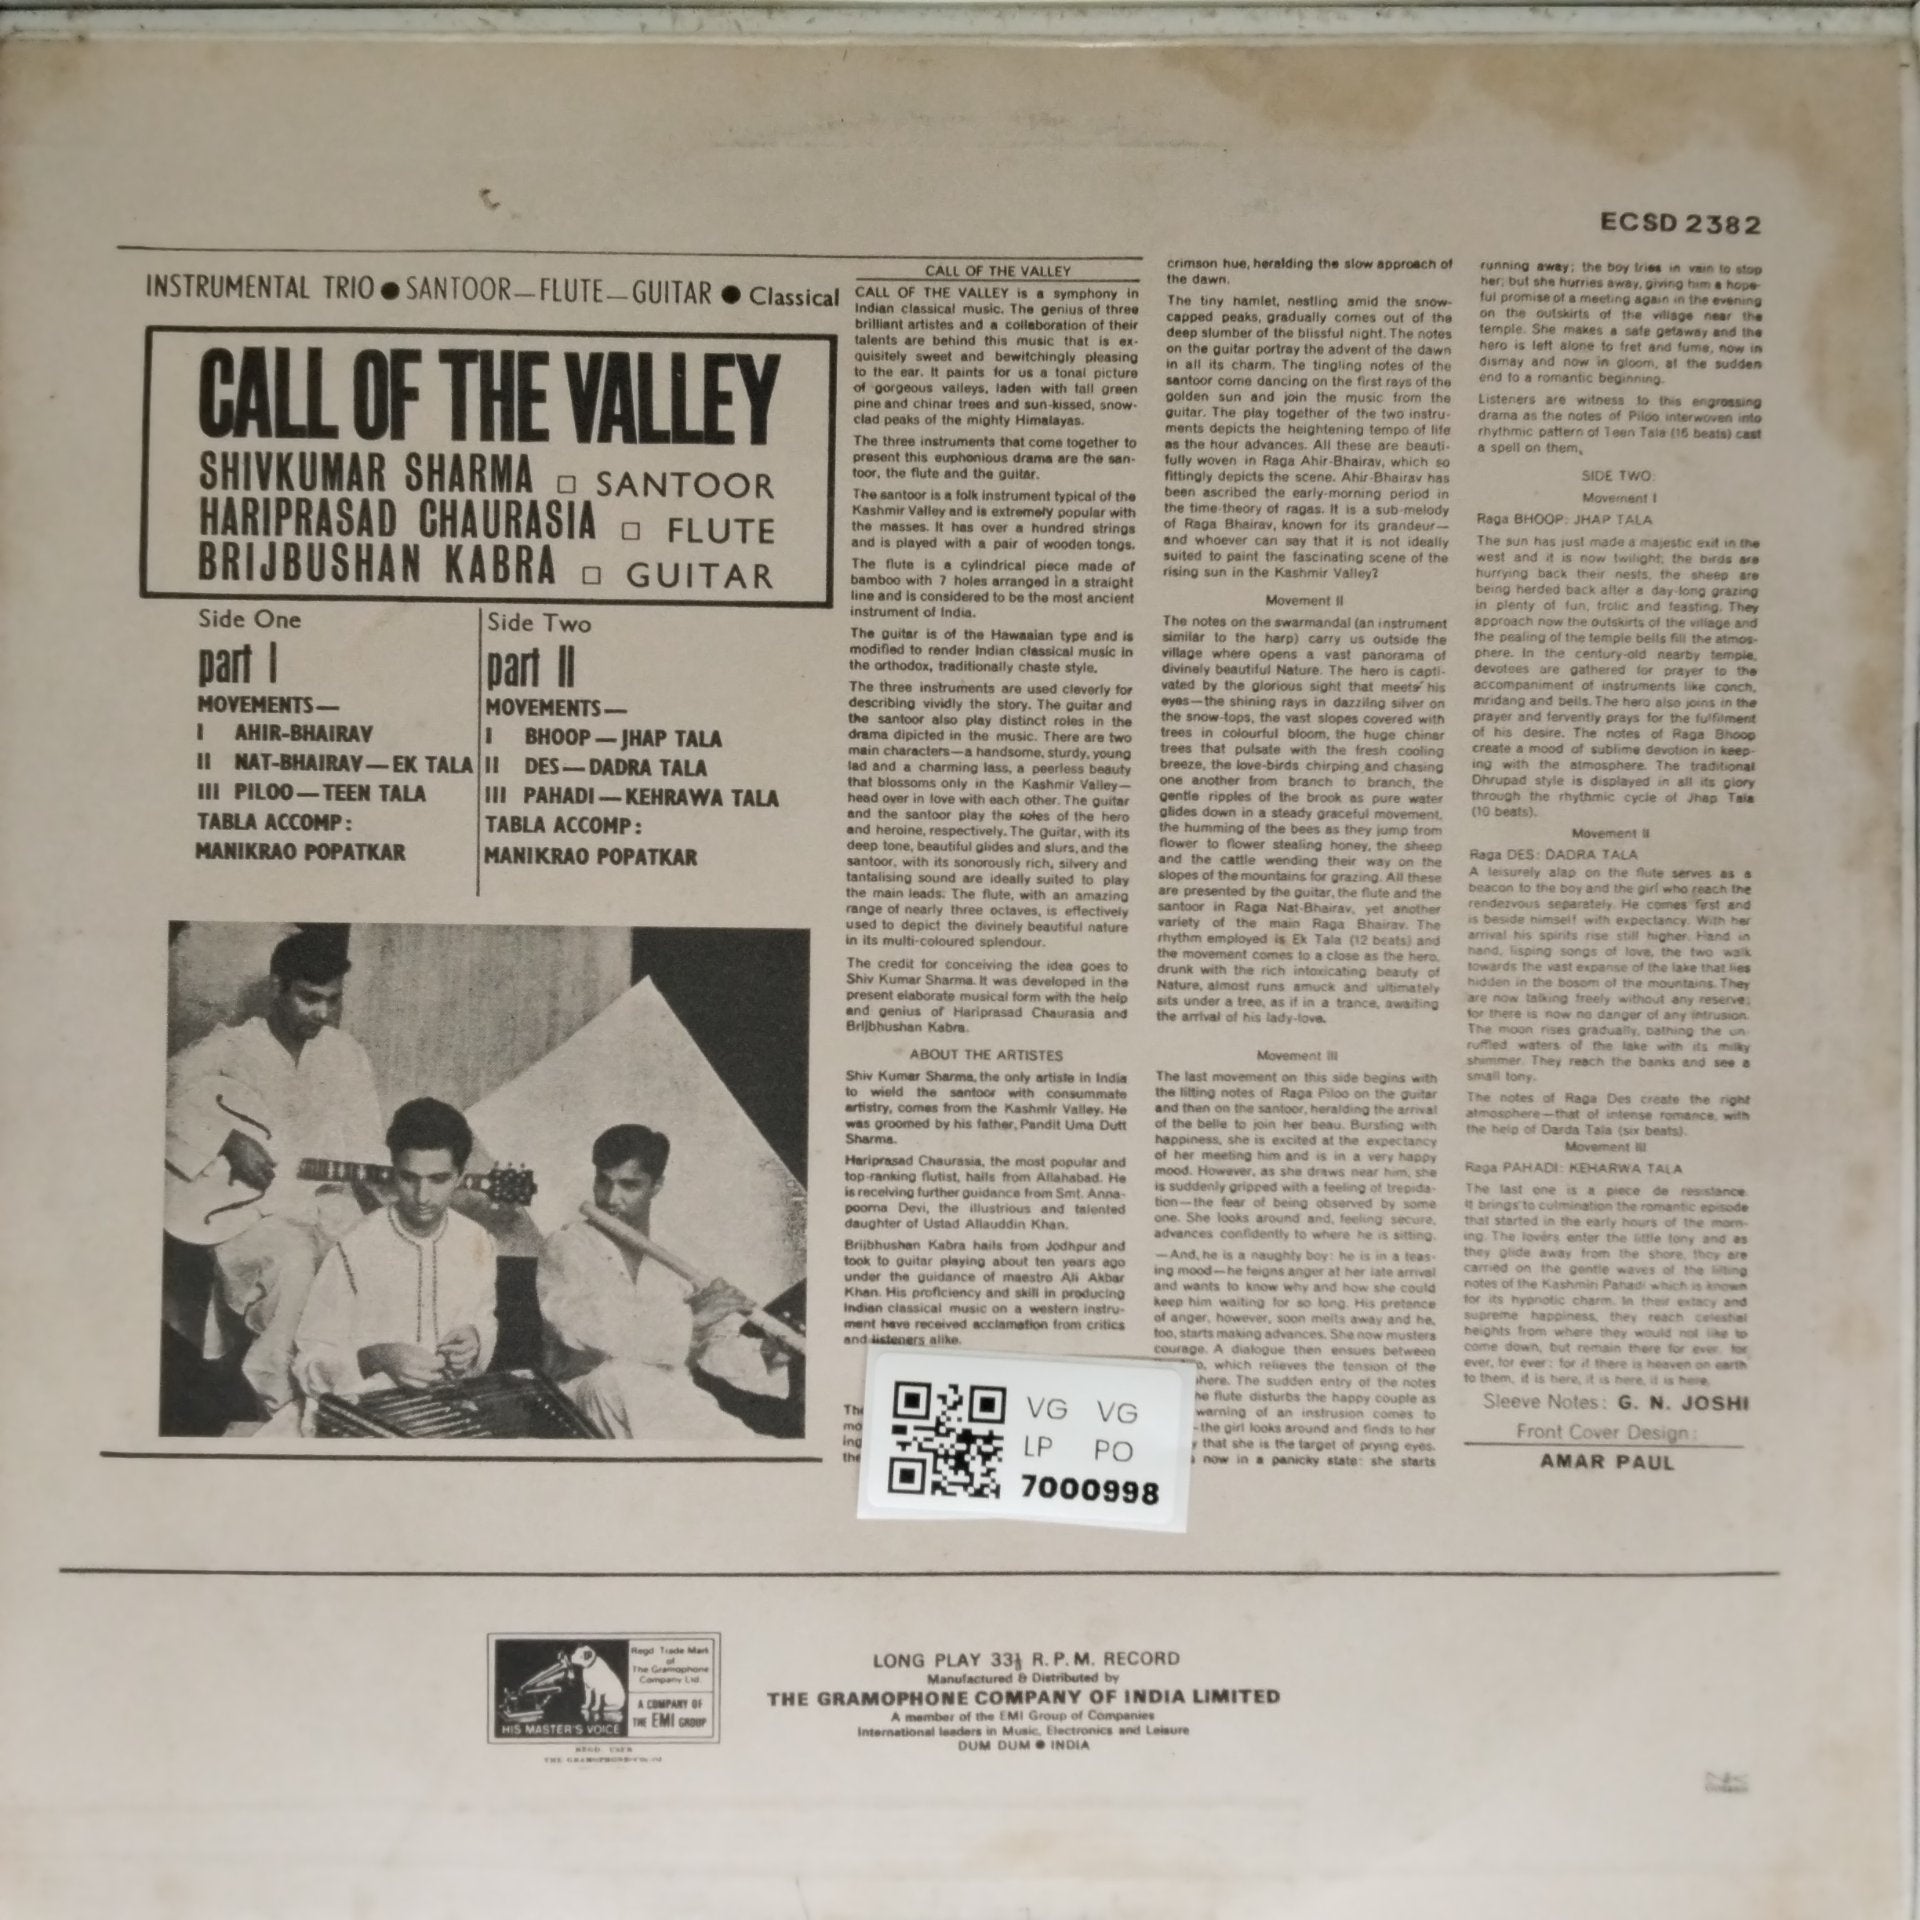 ECSD 2382
INSTRUMENTAL TRIO ● SANTOOR—FLUTE—GUITAR ● Classical
CALL OF THE VALLEY
SHIVKUMAR SHARMA □ SANTOOR
HARIPRASAD CHAURASIA □ FLUTE
BRIJBUSHAN KABRA □ GUITAR
Side One
part I
MOVEMENTS—
I AHIR-BHAIRAV
II NAT-BHAIRAV—EK TALA
III PILOO—TEEN TALA
TABLA ACCOMP:
MANIKRAO POPATKAR
Side Two
part II
MOVEMENTS—
I BHOOP—JHAP TALA
II DES—DADRA TALA
III PAHADI—KEHRAWA TALA
TABLA ACCOMP:
MANIKRAO POPATKAR
CALL OF THE VALLEY
CALL OF THE VALLEY is a symphony in
Indian classical music. The genius of three
brilliant artistes and a collaboration of their
talents are behind this music that is ex-
quisitely sweet and bewitchingly pleasing
to the ear. It paints for us a tonal picture
of gorgeous valleys, laden with tall green
pine and chinar trees and sun-kissed, snow-
clad peaks of the mighty Himalayas.
The three instruments that come together to
present this euphonious drama are the san-
toor, the flute and the guitar.
The santoor is a folk instrument typical of the
Kashmir Valley and is extremely popular with
the masses. It has over a hundred strings
and is played with a pair of wooden tongs.
The flute is a cylindrical piece made of
bamboo with 7 holes arranged in a straight
line and is considered to be the most ancient
instrument of India.
The guitar is of the Hawaaian type and is
modified to render Indian classical music in
the orthodox, traditionally chaste style.
The three instruments are used cleverly for
describing vividly the story. The guitar and
the santoor also play distinct roles in the
drama dipicted in the music. There are two
main characters—a handsome, sturdy, young
lad and a charming lass, a peerless beauty
that blossoms only in the Kashmir Valley—
head over in love with each other. The guitar
and the santoor play the roles of the hero
and heroine, respectively. The guitar, with its
deep tone, beautiful glides and slurs, and the
santoor, with its sonorously rich, silvery and
tantalising sound are ideally suited to play
the main leads. The flute, with an amazing
range of nearly three octaves, is effectively
used to depict the divinely beautiful nature
in its multi-coloured splendour.
The credit for conceiving the idea goes to
Shiv Kumar Sharma. It was developed in the
present elaborate musical form with the help
and genius of Hariprasad Chaurasia and
Brijbhushan Kabra.
ABOUT THE ARTISTES
Shiv Kumar Sharma, the only artiste in India
to wield the santoor with consummate
artistry, comes from the Kashmir Valley. He
was groomed by his father, Pandit Uma Dutt
Sharma.
Hariprasad Chaurasia, the most popular and
top-ranking flutist, hails from Allahabad. He
is receiving further guidance from Smt. Anna-
poorna Devi, the illustrious and talented
daughter of Ustad Allauddin Khan.
Brijbhushan Kabra hails from Jodhpur and
took to guitar playing about ten years ago
under the guidance of maestro Ali Akbar
Khan. His proficiency and skill in producing
Indian classical music on a western instru-
ment have received acclamation from critics
and listeners alike.
crimson hue, heralding the slow approach of
the dawn.
The tiny hamlet, nestling amid the snow-
capped peaks, gradually comes out of the
deep slumber of the blissful night. The notes
on the guitar portray the advent of the dawn
in all its charm. The tingling notes of the
santoor come dancing on the first rays of the
golden sun and join the music from the
guitar. The play together of the two instru-
ments depicts the heightening tempo of life
as the hour advances. All these are beauti-
fully woven in Raga Ahir-Bhairav, which so
fittingly depicts the scene. Ahir-Bhairav has
been ascribed the early-morning period in
the time-theory of ragas. It is a sub-melody
of Raga Bhairav, known for its grandeur—
and whoever can say that it is not ideally
suited to paint the fascinating scene of the
rising sun in the Kashmir Valley?
Movement II
The notes on the swarmandal (an instrument
similar to the harp) carry us outside the
village where opens a vast panorama of
divinely beautiful Nature. The hero is capti-
vated by the glorious sight that meets his
eyes—the shining rays in dazzling silver on
the snow-tops, the vast slopes covered with
trees in colourful bloom, the huge chinar
trees that pulsate with the fresh cooling
breeze, the love-birds chirping and chasing
one another from branch to branch, the
gentle ripples of the brook as pure water
glides down in a steady graceful movement,
the humming of the bees as they jump from
flower to flower stealing honey, the sheep
and the cattle wending their way on the
slopes of the mountains for grazing. All these
are presented by the guitar, the flute and the
santoor in Raga Nat-Bhairav, yet another
variety of the main Raga Bhairav. The
rhythm employed is Ek Tala (12 beats) and
the movement comes to a close as the hero,
drunk with the rich intoxicating beauty of
Nature, almost runs amuck and ultimately
sits under a tree, as if in a trance, awaiting
the arrival of his lady-love.
Movement III
The last movement on this side begins with
the lilting notes of Raga Piloo on the guitar
and then on the santoor, heralding the arrival
of the belle to join her beau. Bursting with
happiness, she is excited at the expectancy
of her meeting him and is in a very happy
mood. However, as she draws near him, she
is suddenly gripped with a feeling of trepida-
tion—the fear of being observed by some
one. She looks around and, feeling secure,
advances confidently to where he is sitting.
—And, he is a naughty boy: he is in a teas-
ing mood—he feigns anger at her late arrival
and wants to know why and how she could
keep him waiting for so long. His pretence
of anger, however, soon melts away and he,
too, starts making advances. She now musters
courage. A dialogue then ensues between
which relieves the tension of the
The sudden entry of the notes
flute disturbs the happy couple as
warning of an instrusion comes to
the girl looks around and finds to her
that she is the target of prying eyes.
now in a panicky state: she starts
running away; the boy tries in vain to stop
her; but she hurries away, giving him a hope-
ful promise of a meeting again in the evening
on the outskirts of the village near the
temple. She makes a safe getaway and the
hero is left alone to fret and fume, now in
dismay and now in gloom, at the sudden
end to a romantic beginning.
Listeners are witness to this engrossing
drama as the notes of Piloo interwoven into
rhythmic pattern of Teen Tala (16 beats) cast
a spell on them.
SIDE TWO:
Movement I
Raga BHOOP: JHAP TALA
The sun has just made a majestic exit in the
west and it is now twilight; the birds are
hurrying back their nests, the sheep are
being herded back after a day-long grazing
in plenty of fun, frolic and feasting. They
approach now the outskirts of the village and
the pealing of the temple bells fill the atmos-
phere. In the century-old nearby temple,
devotees are gathered for prayer to the
accompaniment of instruments like conch,
mridang and bells. The hero also joins in the
prayer and fervently prays for the fulfilment
of his desire. The notes of Raga Bhoop
create a mood of sublime devotion in keep-
ing with the atmosphere. The traditional
Dhrupad style is displayed in all its glory
through the rhythmic cycle of Jhap Tala
(10 beats).
Movement II
Raga DES: DADRA TALA
A leisurely alap on the flute serves as a
beacon to the boy and the girl who reach the
rendezvous separately. He comes first and
is beside himself with expectancy. With her
arrival his spirits rise still higher. Hand in
hand, lisping songs of love, the two walk
towards the vast expanse of the lake that lies
hidden in the bosom of the mountains. They
are now talking freely without any reserve;
for there is now no danger of any intrusion.
The moon rises gradually, bathing the un-
ruffled waters of the lake with its milky
shimmer. They reach the banks and see a
small tony.
The notes of Raga Des create the right
atmosphere—that of intense romance, with
the help of Darda Tala (six beats).
Movement III
Raga PAHADI: KEHARWA TALA
The last one is a piece de resistance.
It brings to culmination the romantic episode
that started in the early hours of the morn-
ing. The lovers enter the little tony and as
they glide away from the shore, they are
carried on the gentle waves of the lilting
notes of the Kashmiri Pahadi which is known
for its hypnotic charm. In their extacy and
supreme happiness, they reach celestial
heights from where they would not like to
come down, but remain there for ever, for
ever, for ever: for if there is heaven on earth
to them, it is here, it is here, it is here.
Sleeve Notes: G. N. JOSHI
Front Cover Design:
AMAR PAUL
VG VG
LP PO
7000998
HIS MASTER'S VOICE
Regd Trade Mark
of
The Gramophone
Company Ltd.
A COMPANY OF
THE EMI GROUP
REGD. USER
LONG PLAY 33⅓ R.P.M. RECORD
Manufactured & Distributed by
THE GRAMOPHONE COMPANY OF INDIA LIMITED
A member of the EMI Group of Companies
International leaders in Music, Electronics and Leisure
DUM DUM ● INDIA